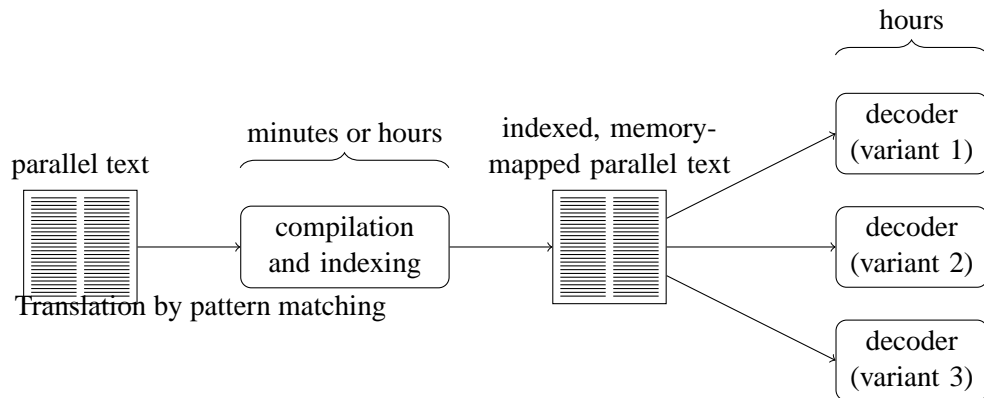 hours
decoder
(variant 1)
minutes or hours
indexed, memory-
mapped parallel text
parallel text
compilation
and indexing
decoder
(variant 2)
Translation by pattern matching
decoder
(variant 3)